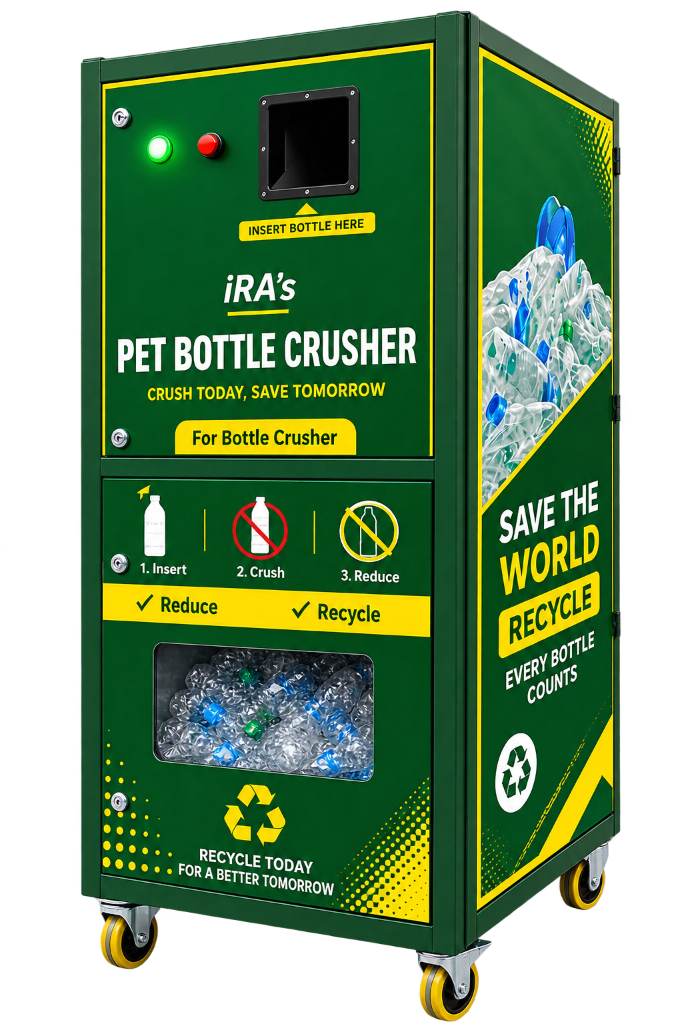 INSERT BOTTLE HERE
iRA's
PET BOTTLE CRUSHER
CRUSH TODAY, SAVE TOMORROW
For Bottle Crusher
1. Insert
2. Crush
3. Reduce
✓ Reduce
✓ Recycle
RECYCLE TODAY
FOR A BETTER TOMORROW
SAVE THE
WORLD
RECYCLE
EVERY BOTTLE
COUNTS